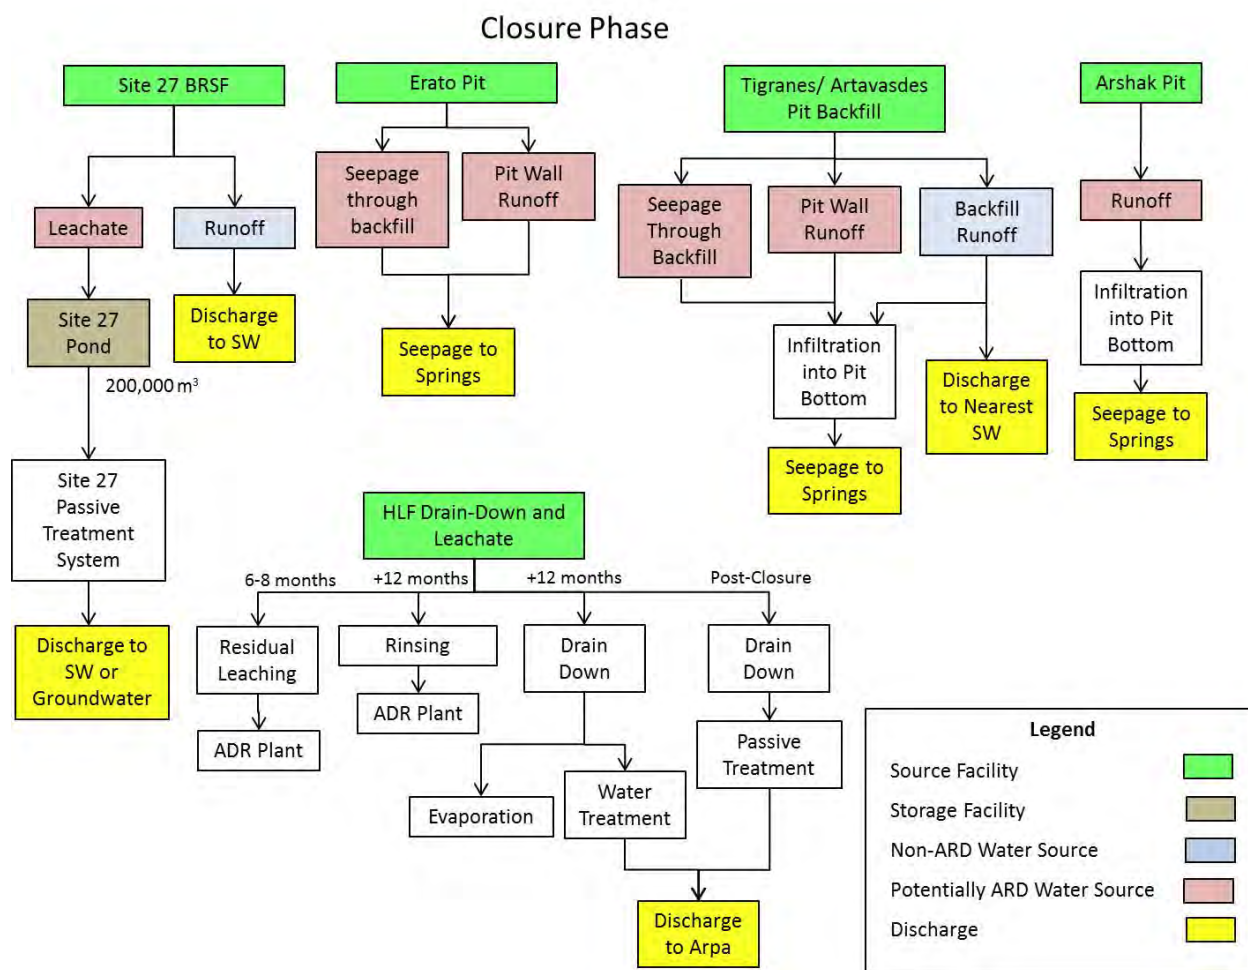 Closure Phase
Site 27 BRSF
Leachate
Runoff
Site 27
Pond
200,000 m³
Discharge
to SW
Site 27
Passive
Treatment
System
Discharge to
SW or
Groundwater
Erato Pit
Seepage
through
backfill
Pit Wall
Runoff
Seepage to
Springs
Tigranes/ Artavasdes
Pit Backfill
Seepage
Through
Backfill
Pit Wall
Runoff
Backfill
Runoff
Infiltration
into Pit
Bottom
Discharge
to Nearest
SW
Seepage to
Springs
Arshak Pit
Runoff
Infiltration
into Pit
Bottom
Seepage to
Springs
HLF Drain-Down and
Leachate
6-8 months
+12 months
+12 months
Post-Closure
Residual
Leaching
ADR Plant
Rinsing
ADR Plant
Drain
Down
Evaporation
Water
Treatment
Drain
Down
Passive
Treatment
Discharge
to Arpa
Legend
Source Facility
Storage Facility
Non-ARD Water Source
Potentially ARD Water Source
Discharge